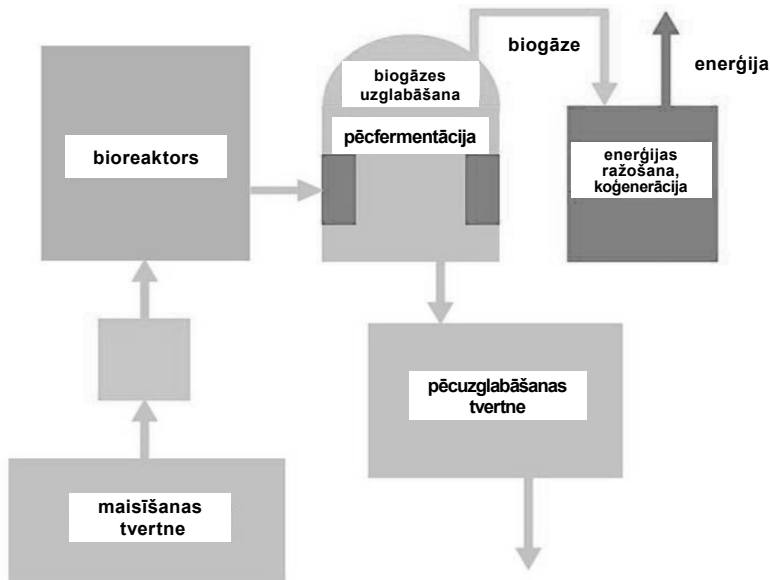 biogāze
enerģija
biogāzes
uzglabāšana
pēcfermentācija
bioreaktors
enerģijas
ražošana,
koģenerācija
pēcuzglabāšanas
tvertne
maisīšanas
tvertne